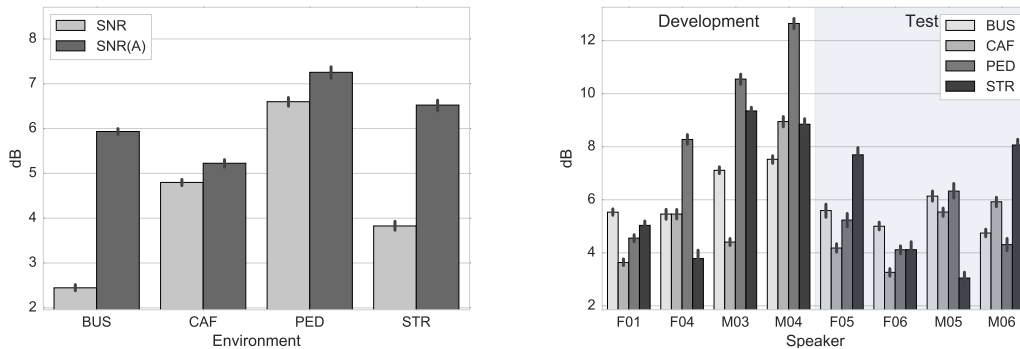 SNR
SNR(A)
8
7
6
5
4
3
2
dB
BUS CAF PED STR
Environment
Development Test
BUS
CAF
PED
STR
12
10
8
6
4
2
dB
F01 F04 M03 M04 F05 F06 M05 M06
Speaker